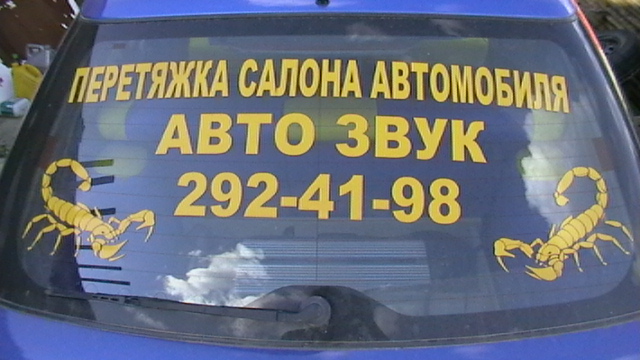 ПЕРЕТЯЖКА САЛОНА АВТОМОБИЛЯ
АВТО ЗВУК
292-41-98